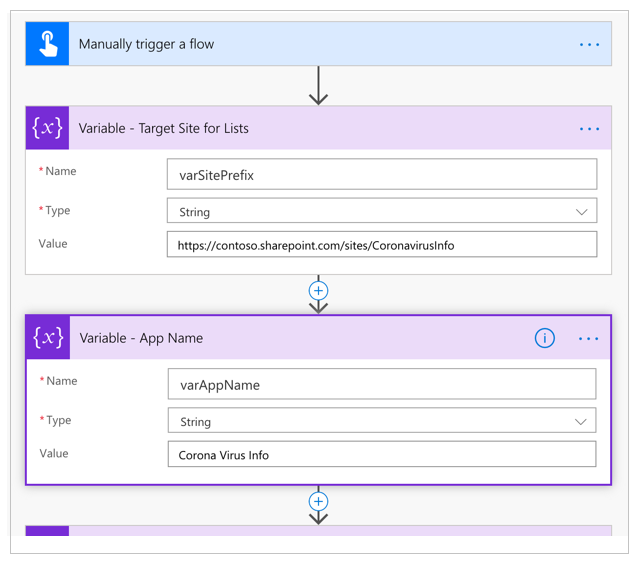 Manually trigger a flow
...
{x} Variable - Target Site for Lists
...
* Name
varSitePrefix
* Type
String
Value
https://contoso.sharepoint.com/sites/CoronavirusInfo
+
{x} Variable - App Name
i ...
* Name
varAppName
* Type
String
Value
Corona Virus Info
+